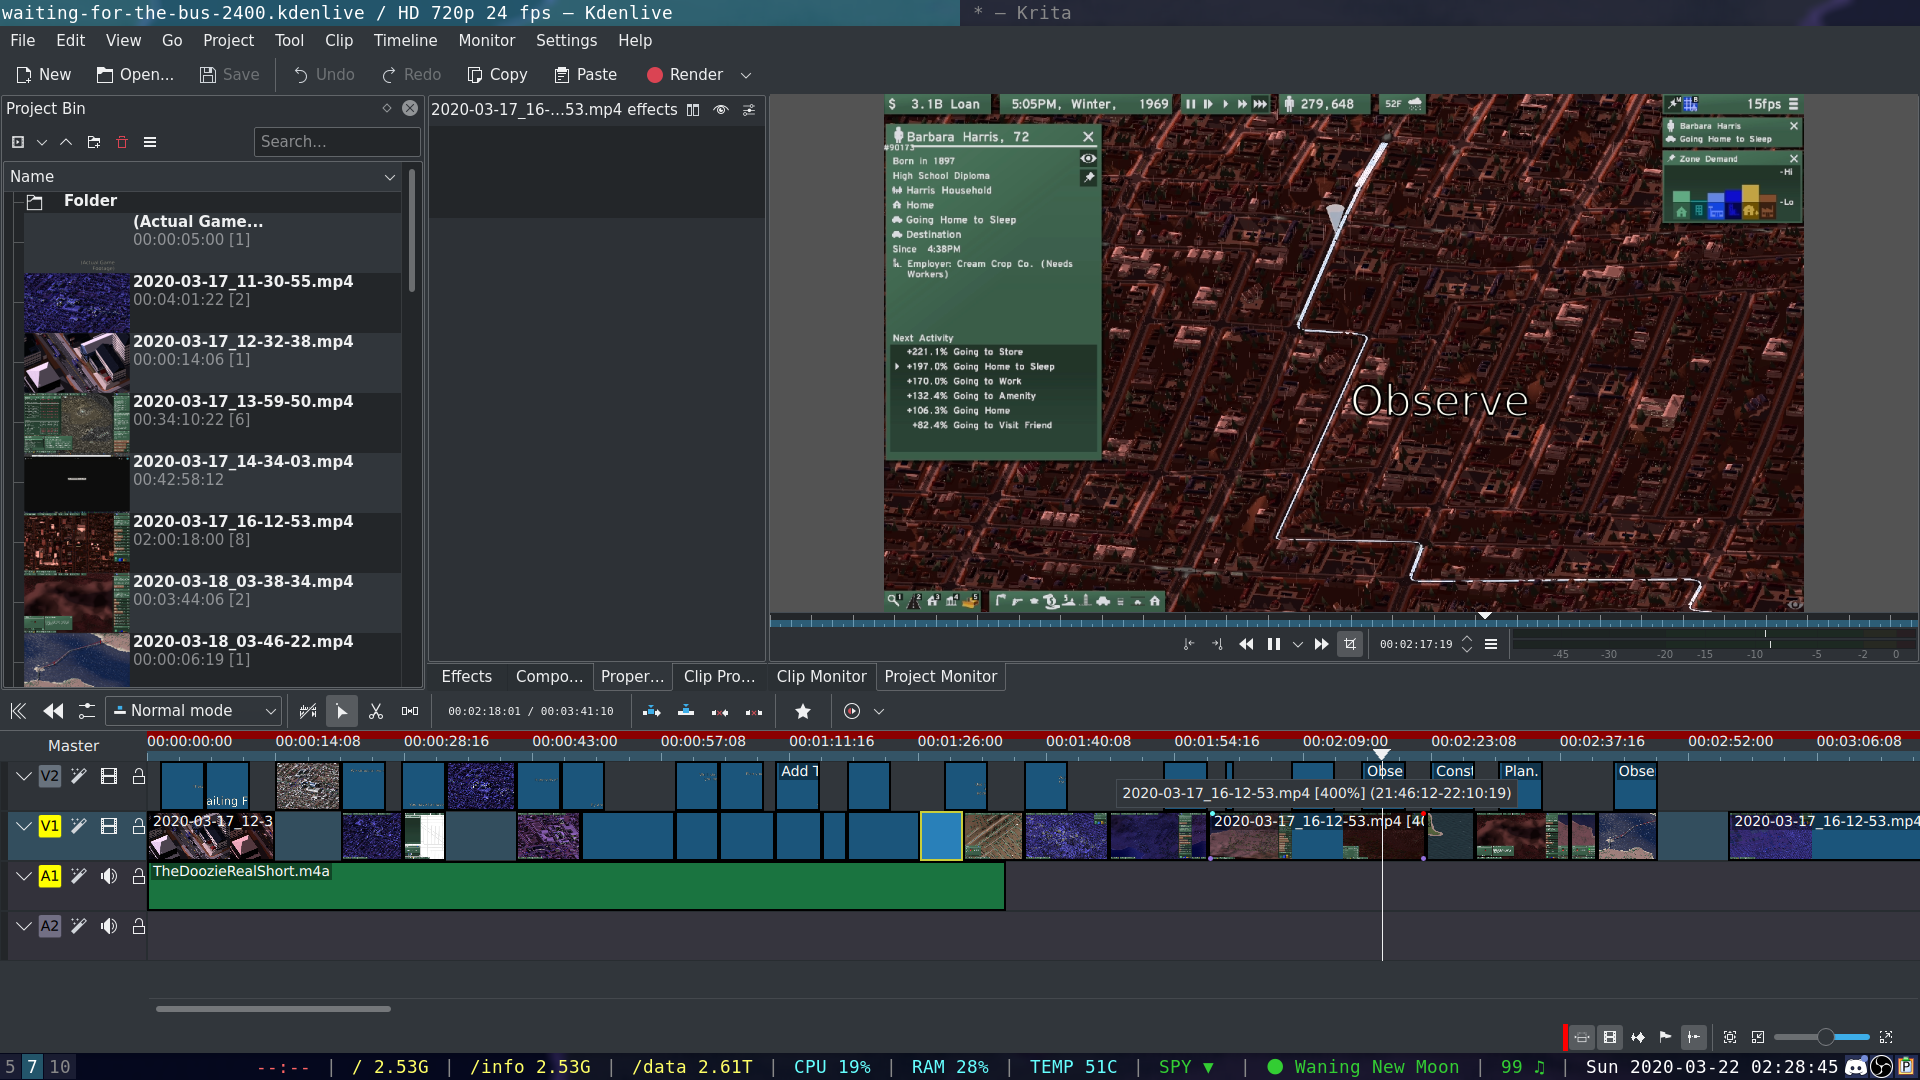 waiting-for-the-bus-2400.kdenlive / HD 720p 24 fps — Kdenlive
* — Krita
File Edit View Go Project Tool Clip Timeline Monitor Settings Help
New Open... Save Undo Redo Copy Paste Render
Project Bin
Search...
Name
Folder
(Actual Game...
00:00:05:00 [1]
2020-03-17_11-30-55.mp4
00:04:01:22 [2]
2020-03-17_12-32-38.mp4
00:00:14:06 [1]
2020-03-17_13-59-50.mp4
00:34:10:22 [6]
2020-03-17_14-34-03.mp4
00:42:58:12
2020-03-17_16-12-53.mp4
02:00:18:00 [8]
2020-03-18_03-38-34.mp4
00:03:44:06 [2]
2020-03-18_03-46-22.mp4
00:00:06:19 [1]
2020-03-17_16-...53.mp4 effects
$ 3.1B Loan
5:05PM, Winter, 1969
279,648
52F
15fps
Barbara Harris, 72
#90173
Born in 1897
High School Diploma
Harris Household
Home
Going Home to Sleep
Destination
Since 4:38PM
Employer: Cream Crop Co. (Needs
Workers)
Next Activity
+221.1% Going to Store
+197.0% Going Home to Sleep
+170.0% Going to Work
+132.4% Going to Amenity
+106.3% Going Home
+82.4% Going to Visit Friend
Barbara Harris
Going Home to Sleep
Zone Demand
-Hi
-Lo
Observe
00:02:17:19
-45 -30 -20 -15 -10 -5 -2 0
Effects Compo... Proper... Clip Pro... Clip Monitor Project Monitor
Normal mode
00:02:18:01 / 00:03:41:10
Master
00:00:00:00 00:00:14:08 00:00:28:16 00:00:43:00 00:00:57:08 00:01:11:16 00:01:26:00 00:01:40:08 00:01:54:16 00:02:09:00 00:02:23:08 00:02:37:16 00:02:52:00 00:03:06:08
V2
aiting F
Add T
Obse
Const
Plan.
Obse
2020-03-17_16-12-53.mp4 [400%] (21:46:12-22:10:19)
V1
2020-03-17_12-3
2020-03-17_16-12-53.mp4 [40
2020-03-17_16-12-53.mp4
A1
TheDoozieRealShort.m4a
A2
5 7 10
--:-- | / 2.53G | /info 2.53G | /data 2.61T | CPU 19% | RAM 28% | TEMP 51C | SPY ▼ | Waning New Moon | 99 ♫ | Sun 2020-03-22 02:28:45